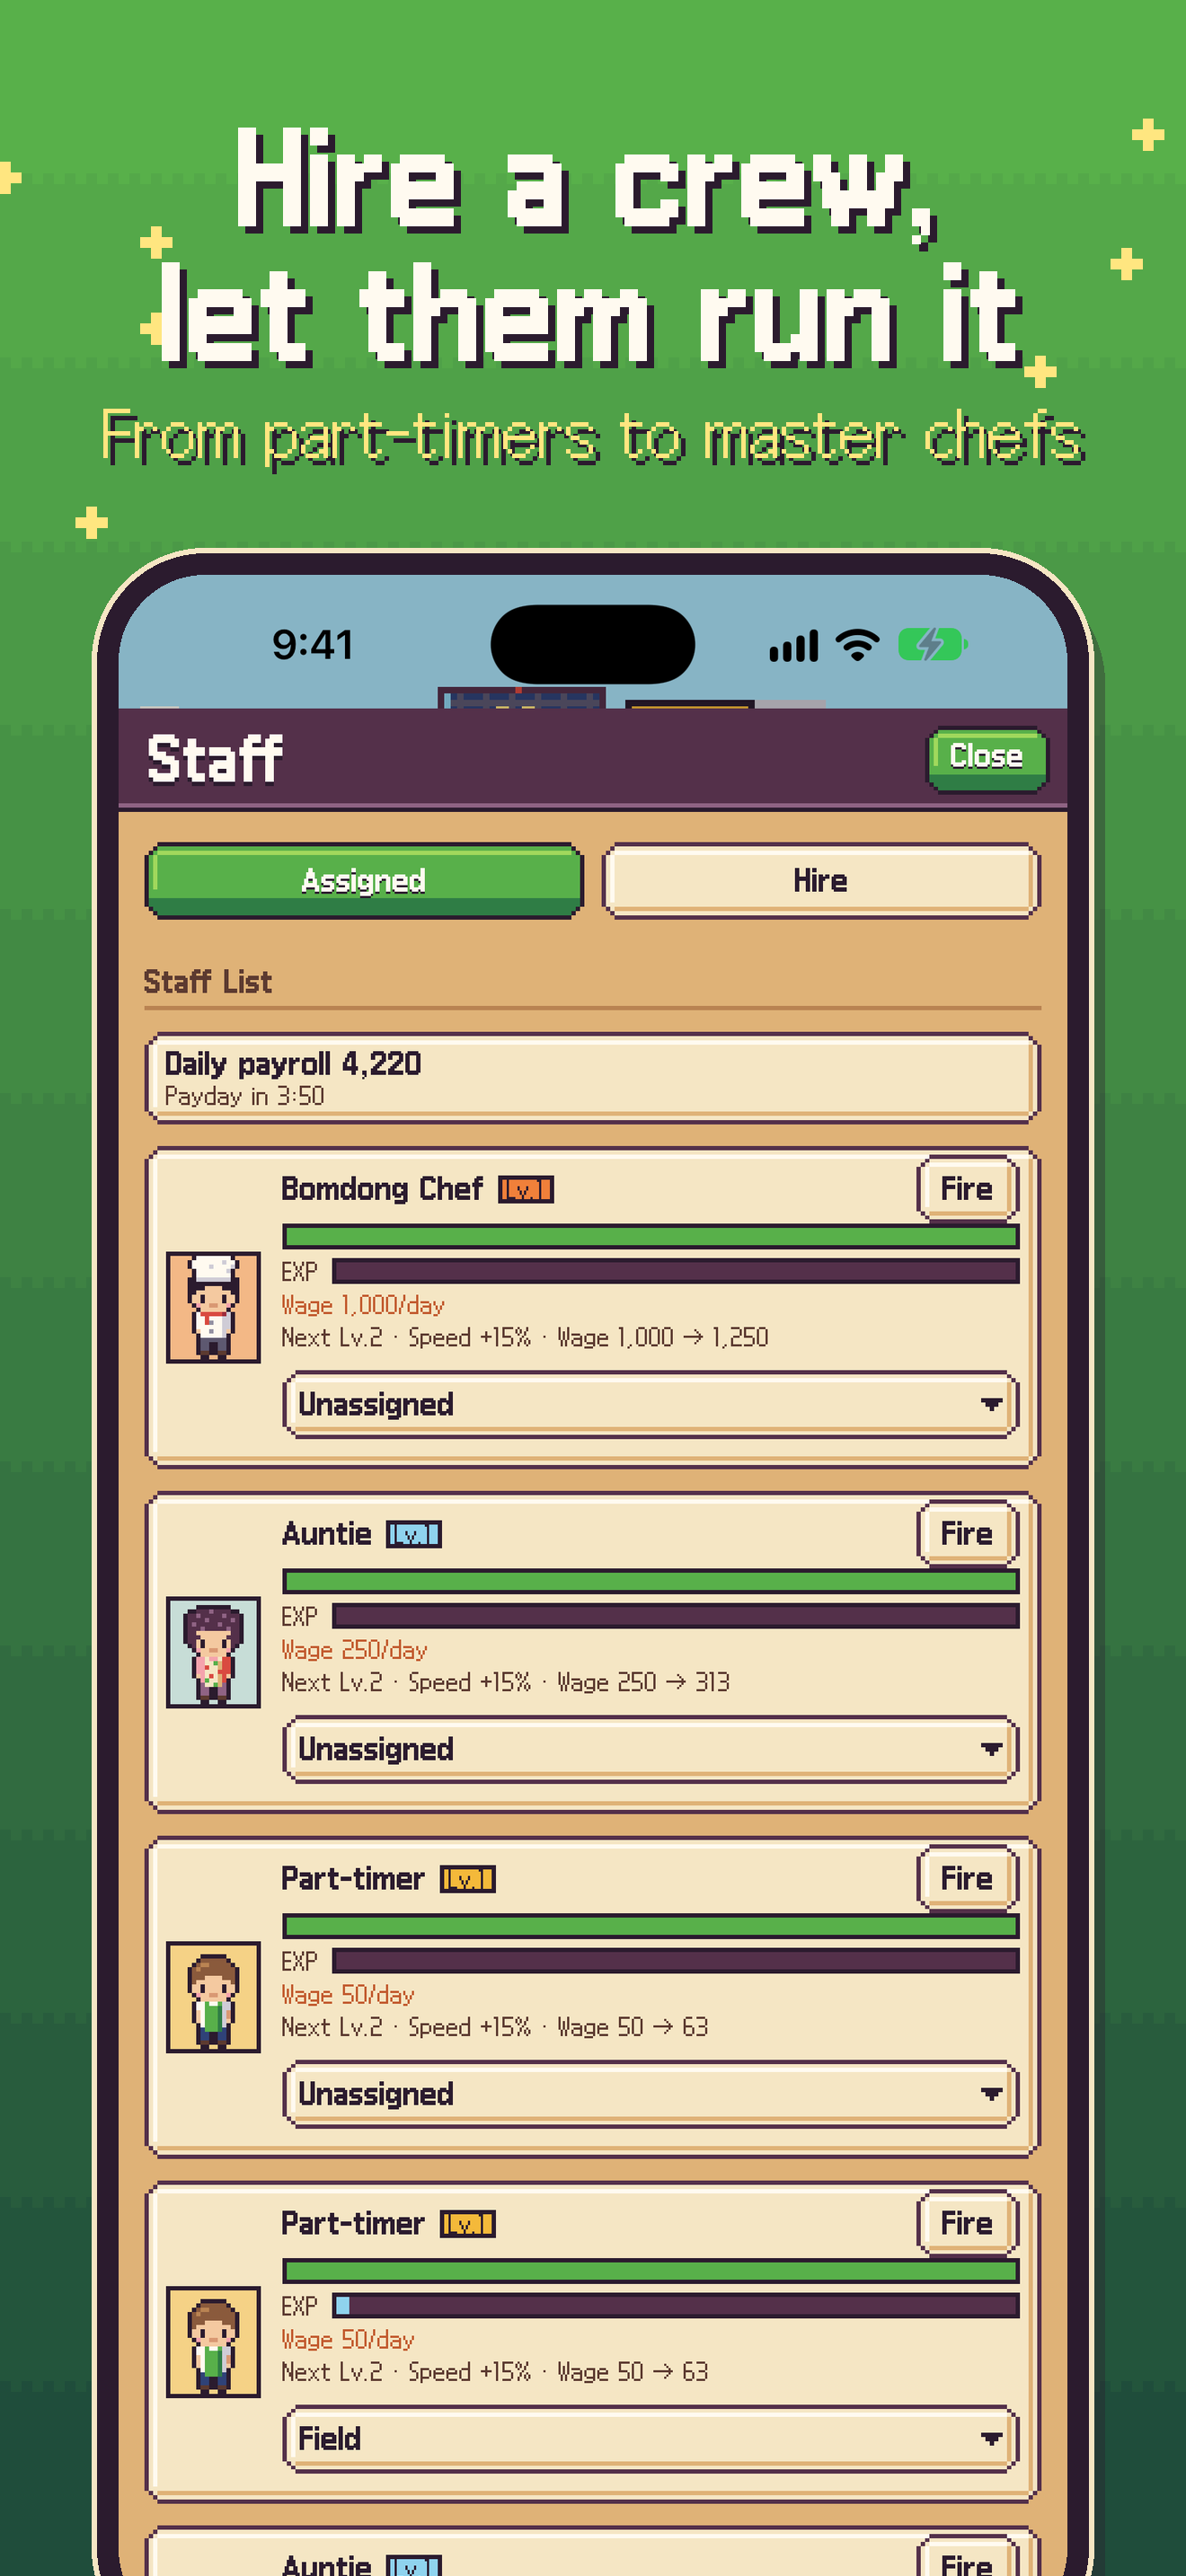 Hire a crew,
let them run it
From part-timers to master chefs
9:41
Staff
Close
Assigned
Hire
Staff List
Daily payroll 4,220
Payday in 3:50
Bomdong Chef Lv.1
Fire
EXP
Wage 1,000/day
Next Lv.2 · Speed +15% · Wage 1,000 → 1,250
Unassigned
Auntie Lv.1
Fire
EXP
Wage 250/day
Next Lv.2 · Speed +15% · Wage 250 → 313
Unassigned
Part-timer Lv.1
Fire
EXP
Wage 50/day
Next Lv.2 · Speed +15% · Wage 50 → 63
Unassigned
Part-timer Lv.1
Fire
EXP
Wage 50/day
Next Lv.2 · Speed +15% · Wage 50 → 63
Field
Auntie Lv.1
Fire